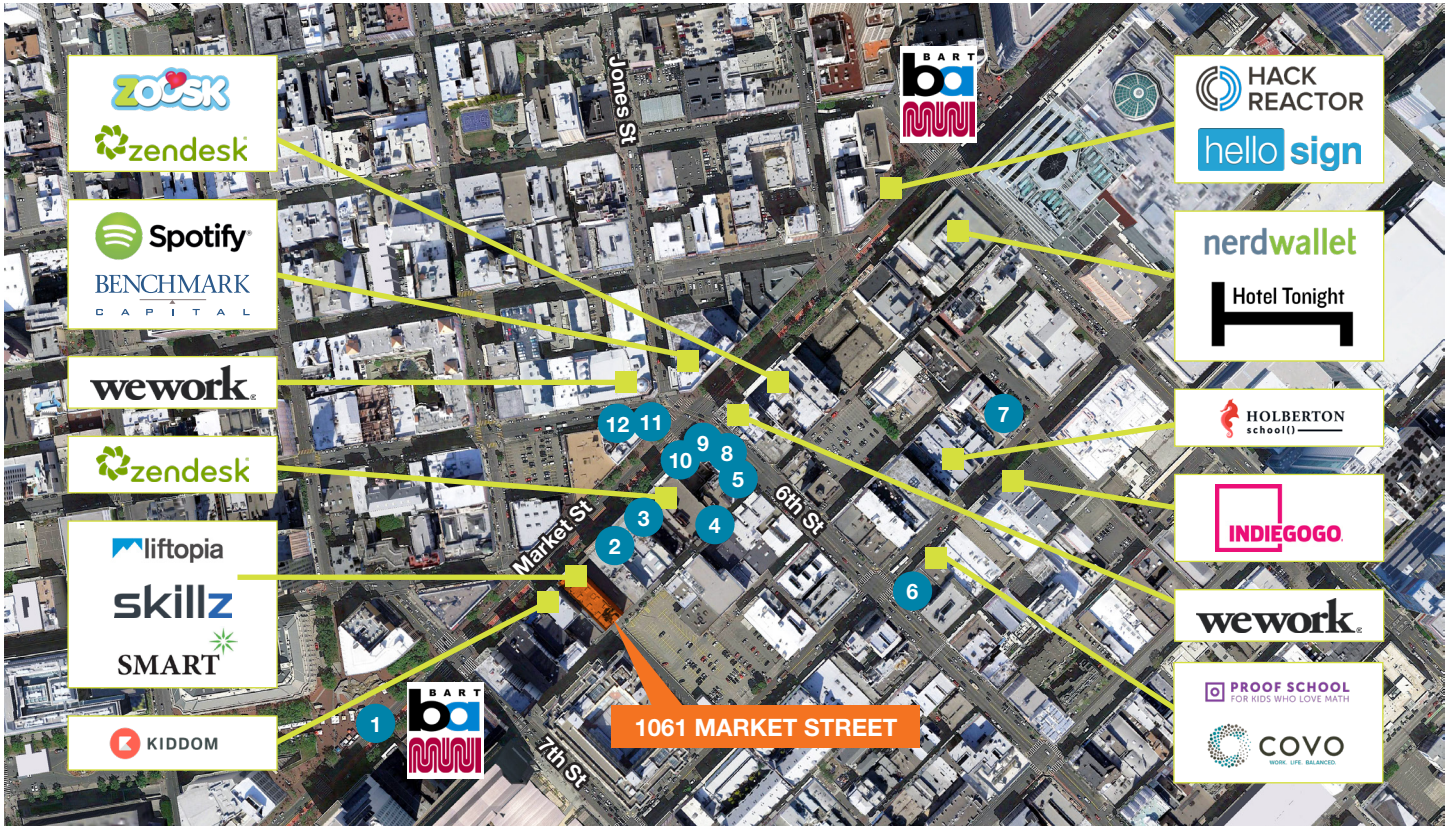 ZOOSK
zendesk
Spotify
BENCHMARK
CAPITAL
wework
zendesk
liftopia
skillz
SMART
KIDDOM
Jones St
BART
ba
MUNI
Market St
6th St
7th St
12
11
9
10
8
5
3
4
2
7
6
1
BART
ba
MUNI
1061 MARKET STREET
HACK
REACTOR
hello sign
nerdwallet
Hotel Tonight
HOLBERTON
school()
INDIEGOGO
wework
PROOF SCHOOL
FOR KIDS WHO LOVE MATH
COVO
WORK. LIFE. BALANCED.